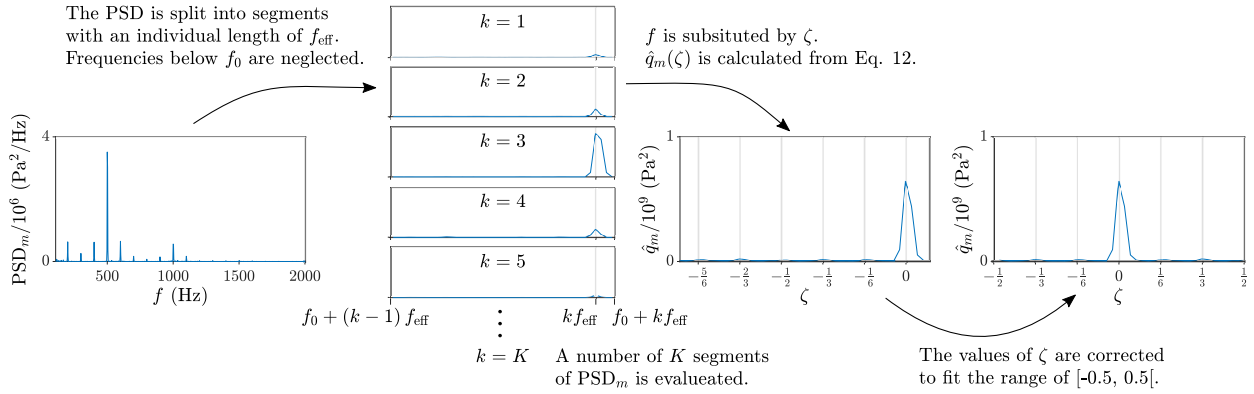 The PSD is split into segments
with an individual length of f_eff.
Frequencies below f_0 are neglected.
PSD_m/10^6 (Pa^2/Hz)
4
0
500
1000
1500
2000
f (Hz)
k = 1
k = 2
k = 3
k = 4
k = 5
f_0 + (k − 1) f_eff
k f_eff
f_0 + k f_eff
⋮
k = K
A number of K segments
of PSD_m is evalueated.
f is subsituted by ζ.
q̂_m(ζ) is calculated from Eq. 12.
q̂_m/10^9 (Pa^2)
1
0
−5/6
−2/3
−1/2
−1/3
−1/6
0
ζ
q̂_m/10^9 (Pa^2)
1
0
−1/2
−1/3
−1/6
0
1/6
1/3
1/2
ζ
The values of ζ are corrected
to fit the range of [-0.5, 0.5[.